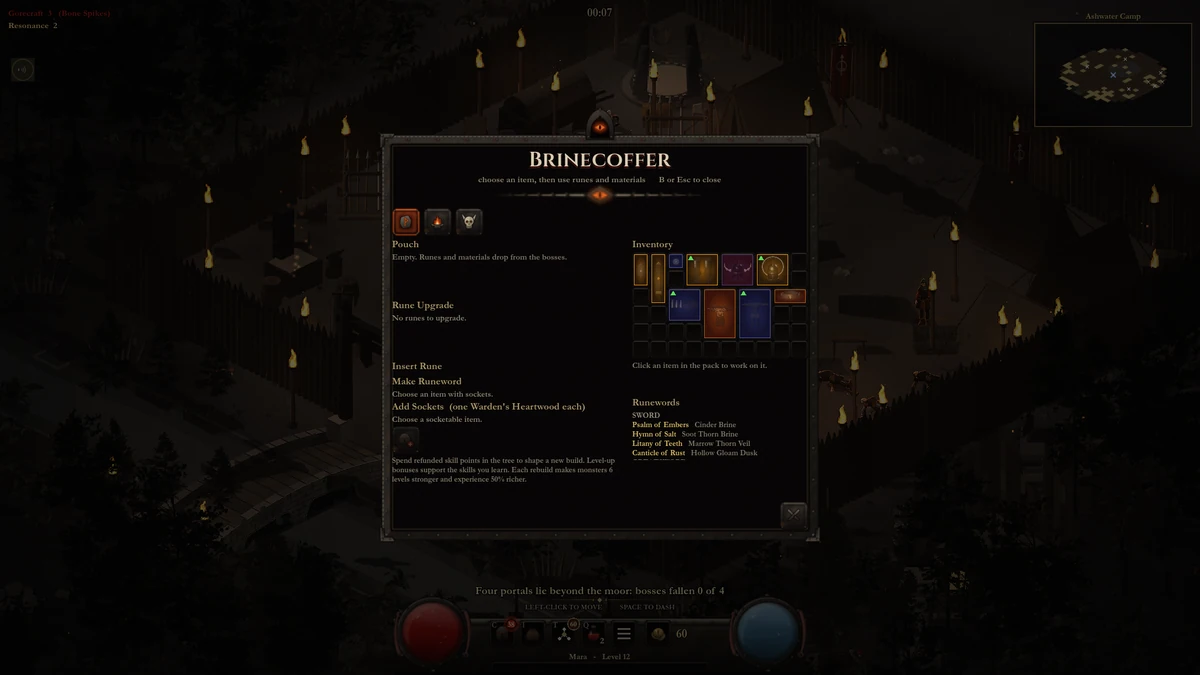 Gorecraft 3 (Bone Spikes)
Resonance 2
00:07
Ashwater Camp
BRINECOFFER
choose an item, then use runes and materials B or Esc to close
Pouch
Empty. Runes and materials drop from the bosses.
Rune Upgrade
No runes to upgrade.
Insert Rune
Make Runeword
Choose an item with sockets.
Add Sockets (one Warden's Heartwood each)
Choose a socketable item.
Spend refunded skill points in the tree to shape a new build. Level-up
bonuses support the skills you learn. Each rebuild makes monsters 6
levels stronger and experience 50% richer.
Inventory
Click an item in the pack to work on it.
Runewords
SWORD
Psalm of Embers Cinder Brine
Hymn of Salt Soot Thorn Brine
Litany of Teeth Marrow Thorn Veil
Canticle of Rust Hollow Gloam Dusk
Four portals lie beyond the moor: bosses fallen 0 of 4
LEFT-CLICK TO MOVE SPACE TO DASH
C 58 I T 60 Q 2 60
Mara • Level 12